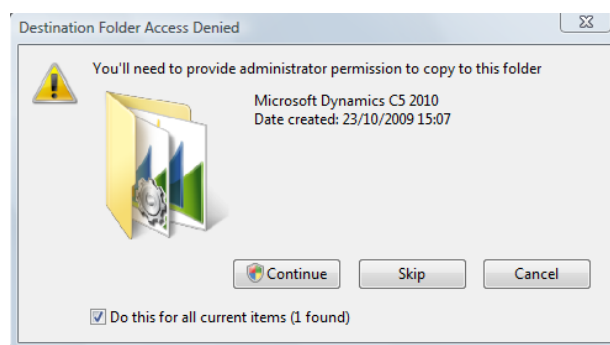 Destination Folder Access Denied
You'll need to provide administrator permission to copy to this folder
Microsoft Dynamics C5 2010
Date created: 23/10/2009 15:07
Continue Skip Cancel
Do this for all current items (1 found)